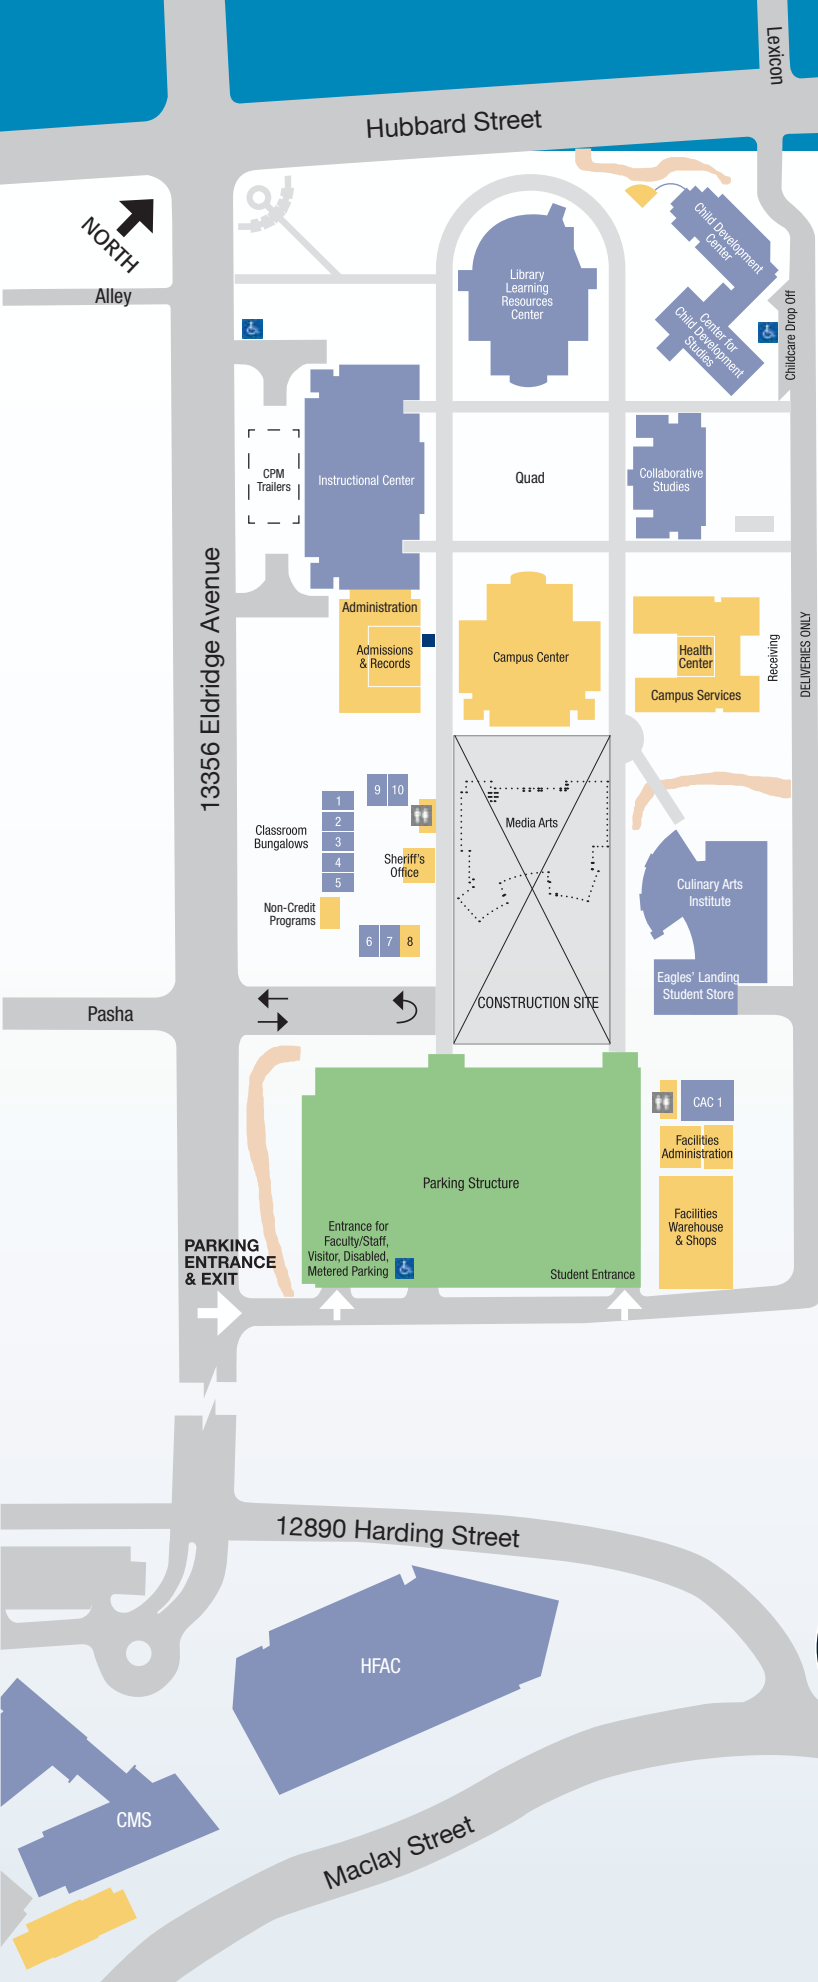 Lexicon
Hubbard Street
NORTH
Alley
Child Development
Center
Library
Learning
Resources
Center
Center for
Child Development
Studies
Childcare Drop Off
CPM
Trailers
Instructional Center
Quad
Collaborative
Studies
13356 Eldridge Avenue
Administration
Admissions
& Records
Campus Center
Health
Center
Campus Services
Receiving
DELIVERIES ONLY
9
10
1
2
3
4
5
Classroom
Bungalows
Sheriff's
Office
Media Arts
Non-Credit
Programs
6
7
8
Culinary Arts
Institute
Eagles' Landing
Student Store
Pasha
CONSTRUCTION SITE
CAC 1
Facilities
Administration
Parking Structure
Facilities
Warehouse
& Shops
Entrance for
Faculty/Staff,
Visitor, Disabled,
Metered Parking
Student Entrance
PARKING
ENTRANCE
& EXIT
12890 Harding Street
HFAC
CMS
Maclay Street